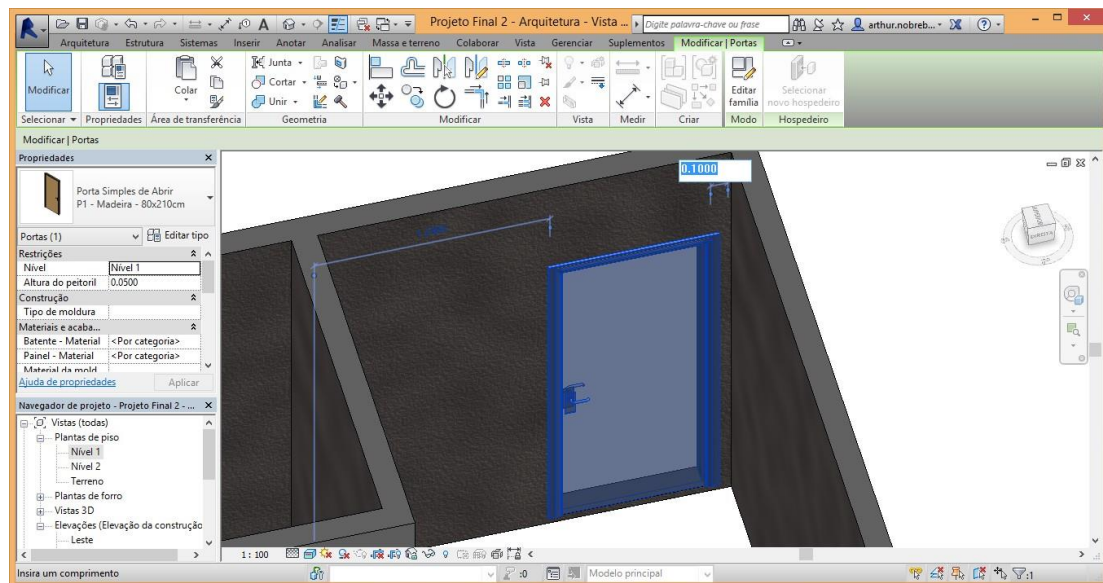 Projeto Final 2 - Arquitetura - Vista ...
Digite palavra-chave ou frase
arthur.nobreb...
Arquitetura Estrutura Sistemas Inserir Anotar Analisar Massa e terreno Colaborar Vista Gerenciar Suplementos Modificar | Portas
Modificar
Colar
Junta
Cortar
Unir
Editar família
Selecionar novo hospedeiro
Selecionar Propriedades Área de transferência Geometria Modificar Vista Medir Criar Modo Hospedeiro
Modificar | Portas
Propriedades
Porta Simples de Abrir
P1 - Madeira - 80x210cm
Portas (1) Editar tipo
Restrições
Nível Nível 1
Altura do peitoril 0.0500
Construção
Tipo de moldura
Materiais e acaba...
Batente - Material <Por categoria>
Painel - Material <Por categoria>
Material da mold
Ajuda de propriedades Aplicar
Navegador de projeto - Projeto Final 2 - ...
Vistas (todas)
Plantas de piso
Nível 1
Nível 2
Terreno
Plantas de forro
Vistas 3D
Elevações (Elevação da construção
Leste
0.1000
1 : 100
Insira um comprimento
:0
Modelo principal
:1